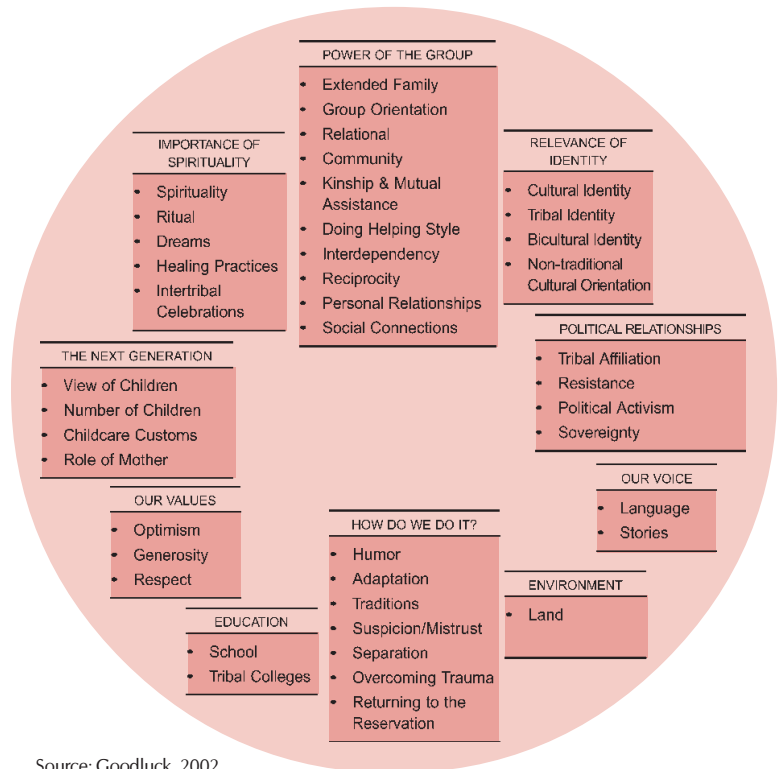 POWER OF THE GROUP
• Extended Family
• Group Orientation
• Relational
• Community
• Kinship & Mutual
Assistance
• Doing Helping Style
• Interdependency
• Reciprocity
• Personal Relationships
• Social Connections
IMPORTANCE OF
SPIRITUALITY
• Spirituality
• Ritual
• Dreams
• Healing Practices
• Intertribal
Celebrations
RELEVANCE OF
IDENTITY
• Cultural Identity
• Tribal Identity
• Bicultural Identity
• Non-traditional
Cultural Orientation
POLITICAL RELATIONSHIPS
• Tribal Affiliation
• Resistance
• Political Activism
• Sovereignty
THE NEXT GENERATION
• View of Children
• Number of Children
• Childcare Customs
• Role of Mother
OUR VOICE
• Language
• Stories
OUR VALUES
• Optimism
• Generosity
• Respect
HOW DO WE DO IT?
• Humor
• Adaptation
• Traditions
• Suspicion/Mistrust
• Separation
• Overcoming Trauma
• Returning to the
Reservation
ENVIRONMENT
• Land
EDUCATION
• School
• Tribal Colleges
Source: Goodluck, 2002